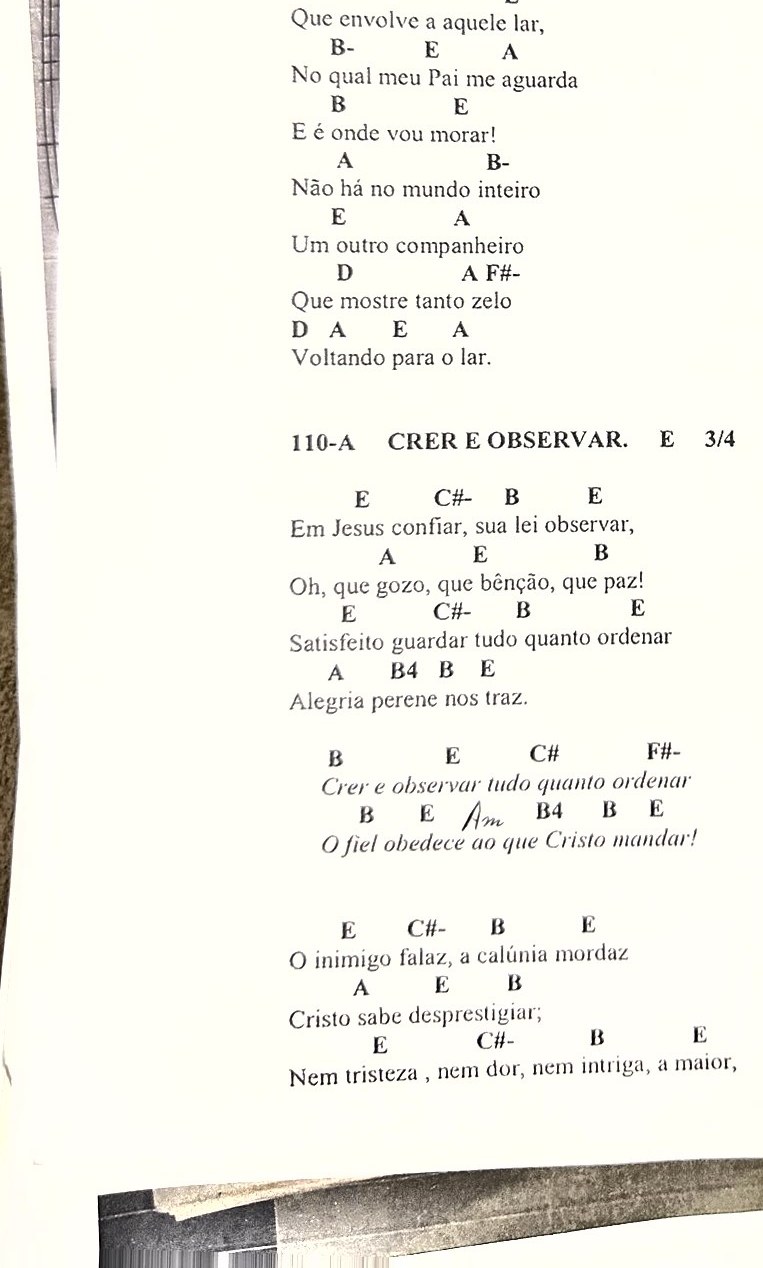 Que envolve a aquele lar,
B- E A
No qual meu Pai me aguarda
B E
E é onde vou morar!
A B-
Não há no mundo inteiro
E A
Um outro companheiro
D A F#-
Que mostre tanto zelo
D A E A
Voltando para o lar.
110-A CRER E OBSERVAR. E 3/4
E C#- B E
Em Jesus confiar, sua lei observar,
A E B
Oh, que gozo, que bênção, que paz!
E C#- B E
Satisfeito guardar tudo quanto ordenar
A B4 B E
Alegria perene nos traz.
B E C# F#-
Crer e observar tudo quanto ordenar
B E Am B4 B E
O fiel obedece ao que Cristo mandar!
E C#- B E
O inimigo falaz, a calúnia mordaz
A E B
Cristo sabe desprestigiar;
E C#- B E
Nem tristeza , nem dor, nem intriga, a maior,